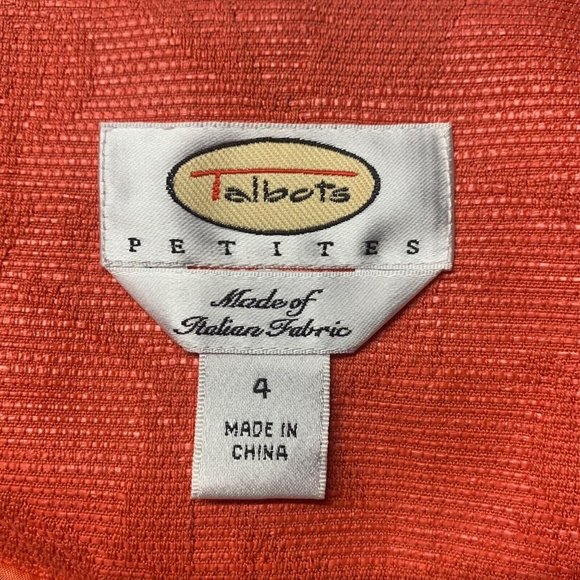 Talbots
PETITES
Made of
Italian Fabric
4
MADE IN
CHINA